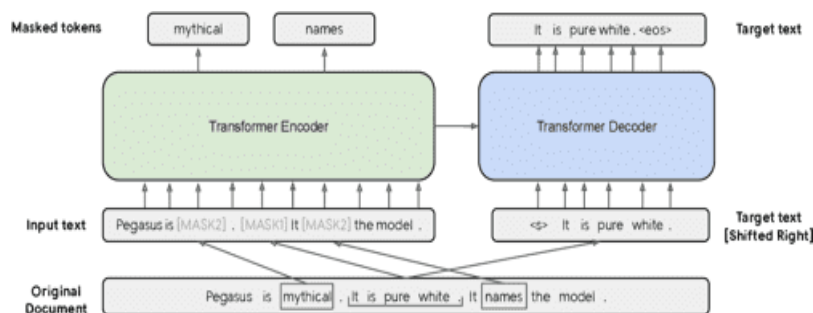 Masked tokens mythical names It is pure white . <eos> Target text
Transformer Encoder Transformer Decoder
Input text Pegasus is [MASK2] . [MASK1] It [MASK2] the model . <s> It is pure white . Target text
[Shifted Right]
Original
Document Pegasus is mythical . It is pure white . It names the model .